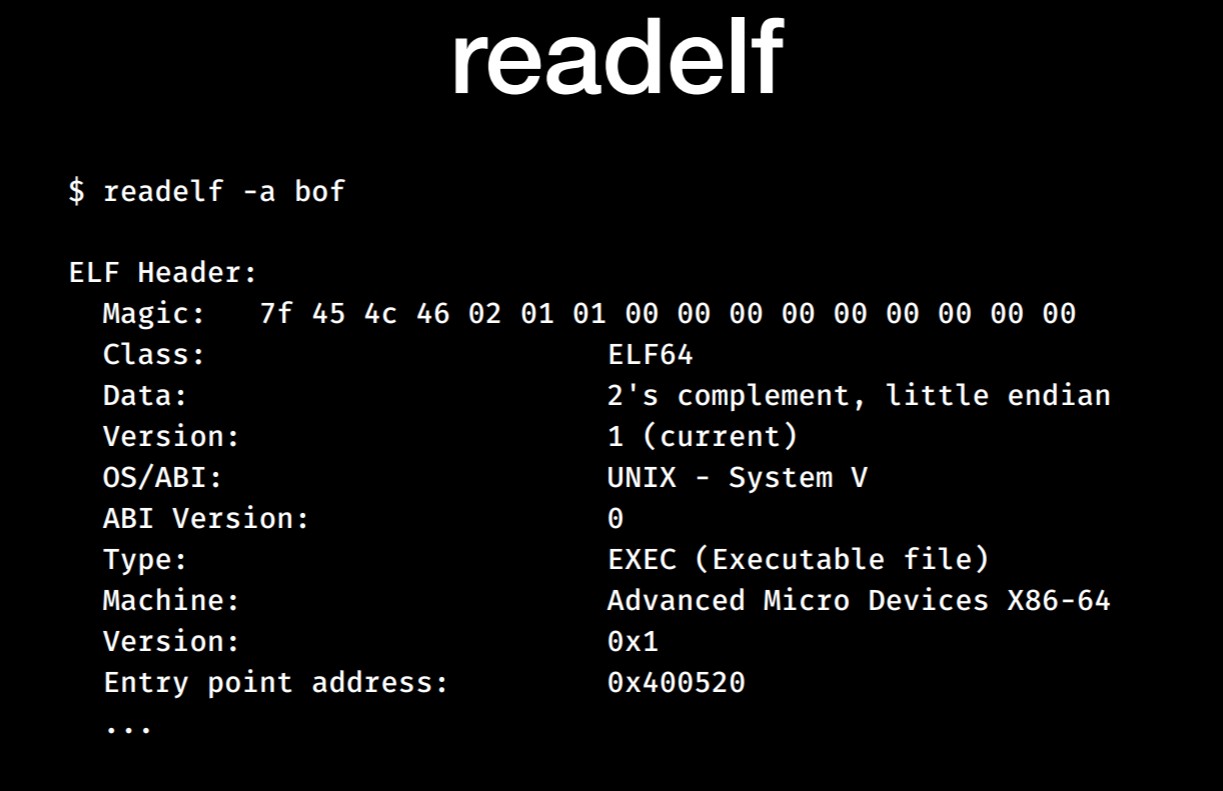 readelf
$ readelf -a bof
ELF Header:
Magic: 7f 45 4c 46 02 01 01 00 00 00 00 00 00 00 00 00
Class: ELF64
Data: 2's complement, little endian
Version: 1 (current)
OS/ABI: UNIX - System V
ABI Version: 0
Type: EXEC (Executable file)
Machine: Advanced Micro Devices X86-64
Version: 0x1
Entry point address: 0x400520
...